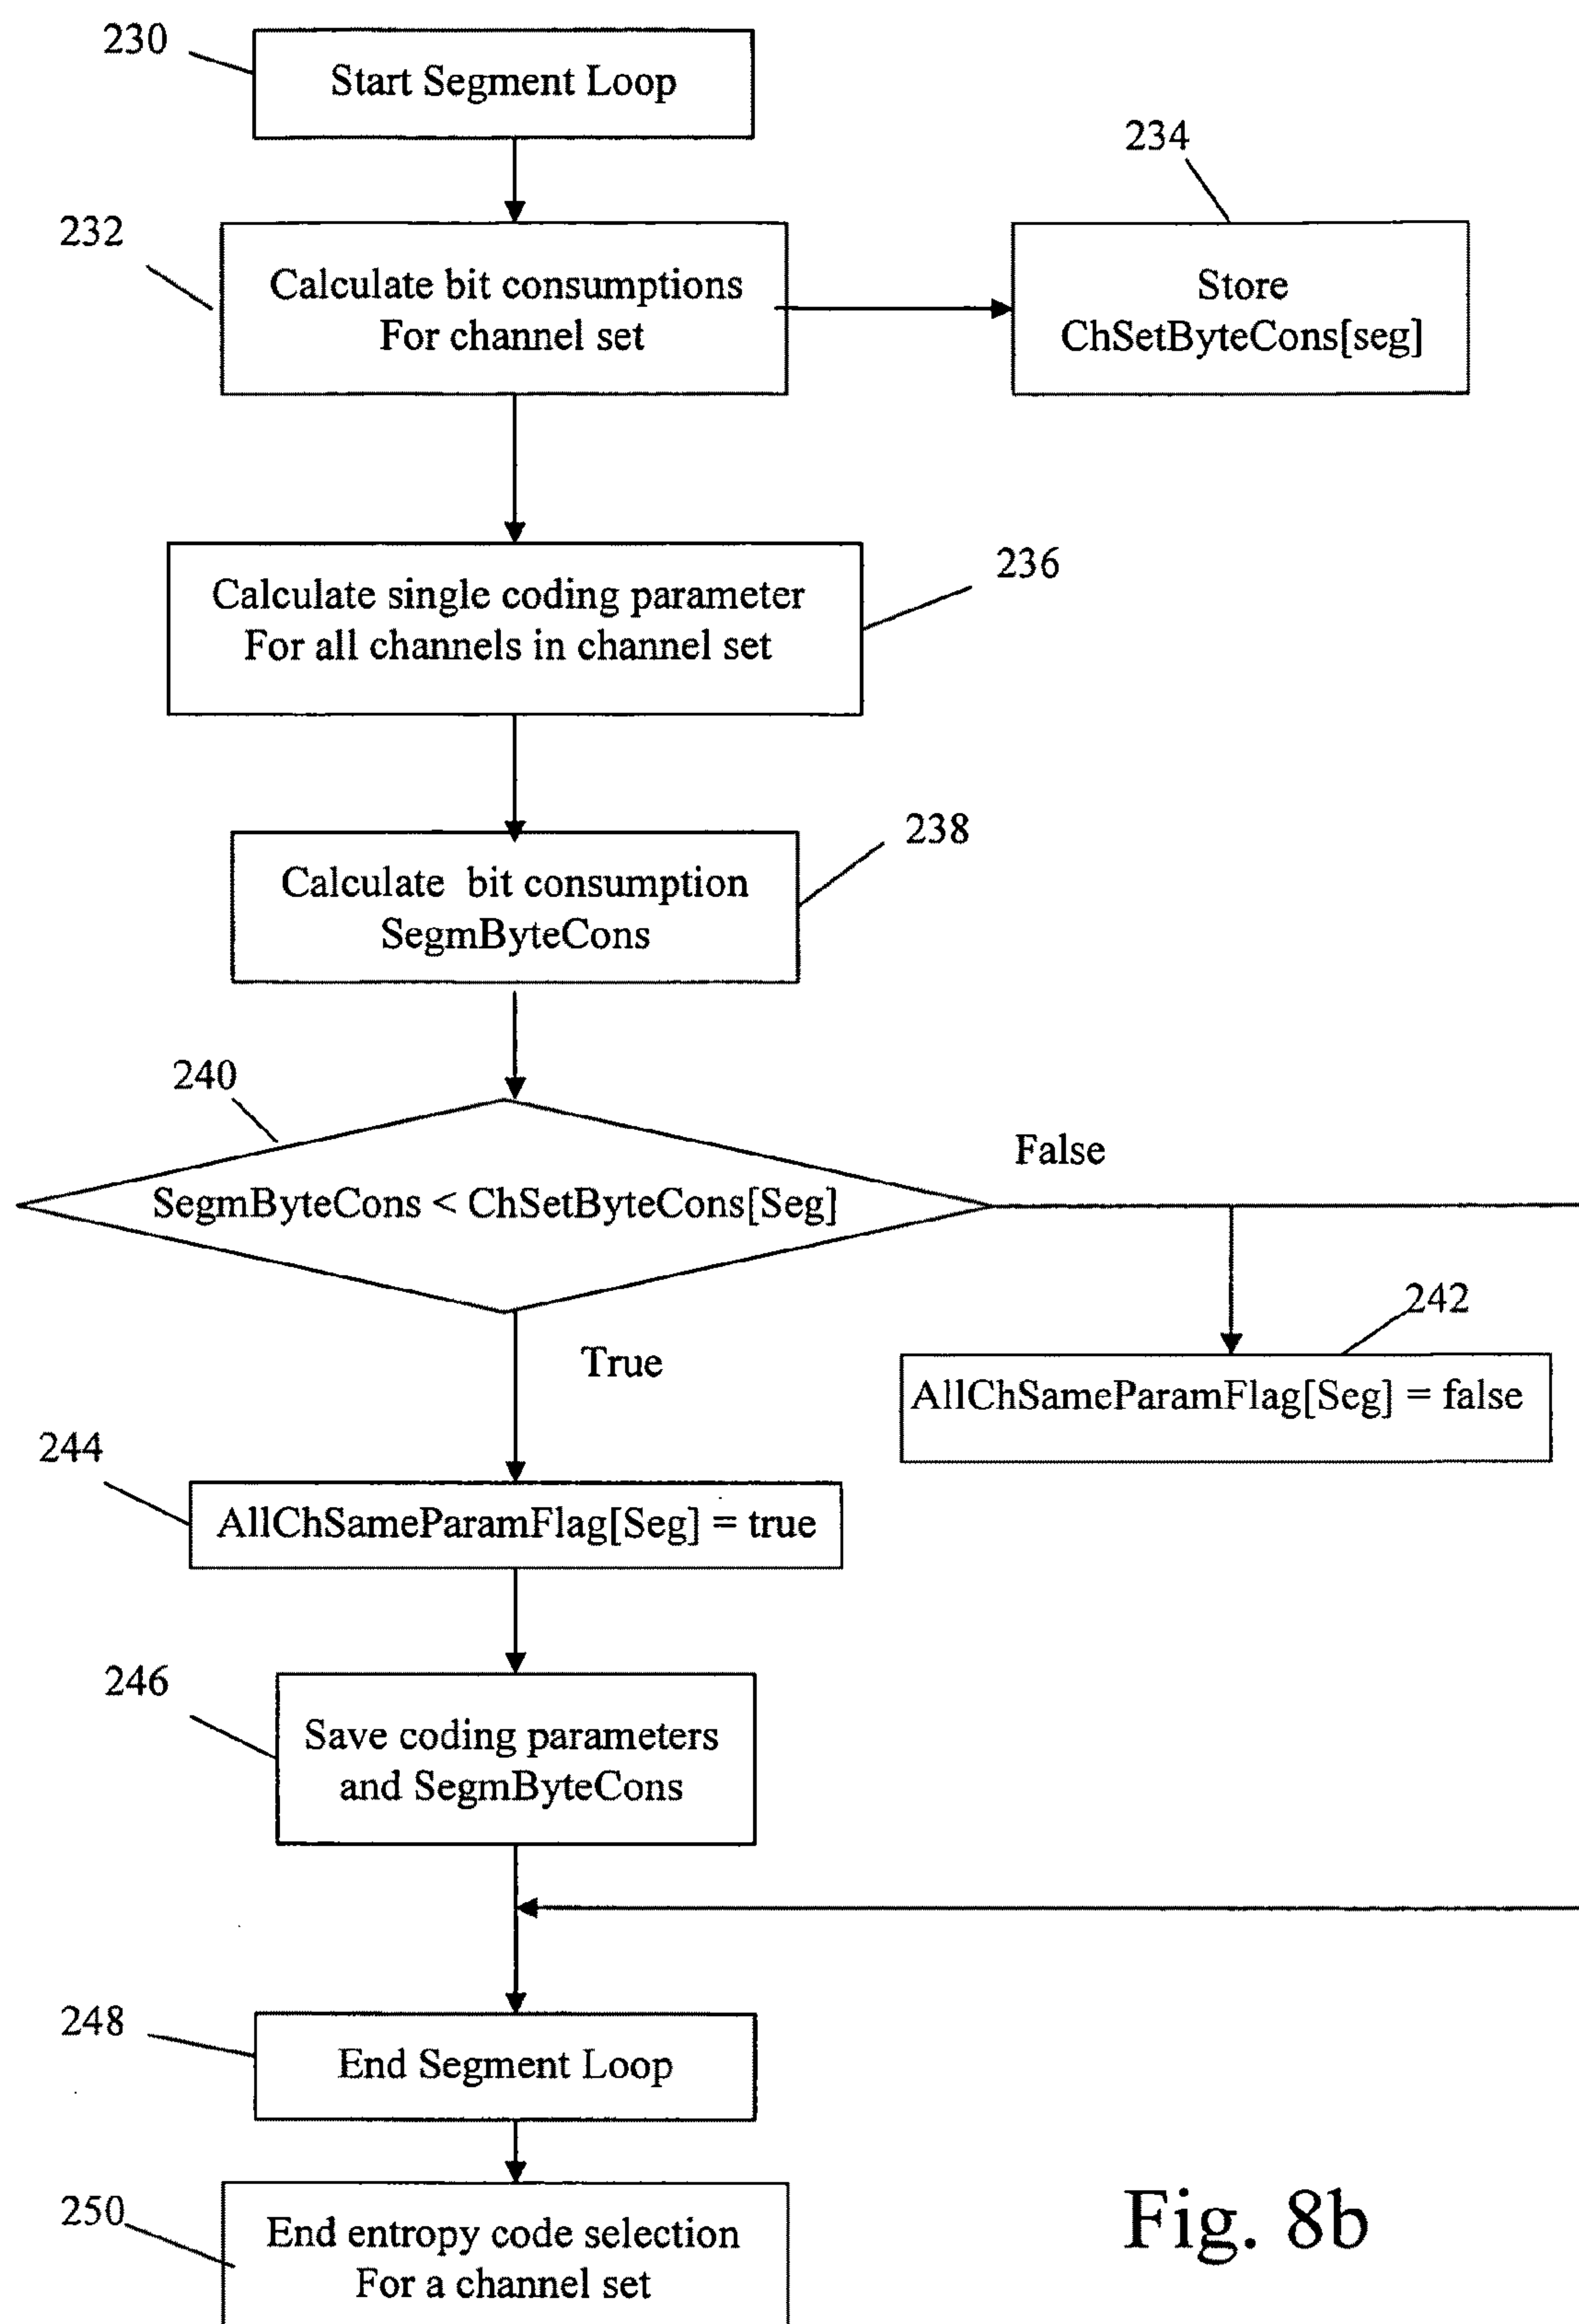 230
Start Segment Loop
234
232
Calculate bit consumptions
For channel set
Store
ChSetByteCons[seg]
236
Calculate single coding parameter
For all channels in channel set
238
Calculate bit consumption
SegmByteCons
240
False
SegmByteCons < ChSetByteCons[Seg]
242
True
AllChSameParamFlag[Seg] = false
244
AllChSameParamFlag[Seg] = true
246
Save coding parameters
and SegmByteCons
248
End Segment Loop
250
End entropy code selection
For a channel set
Fig. 8b